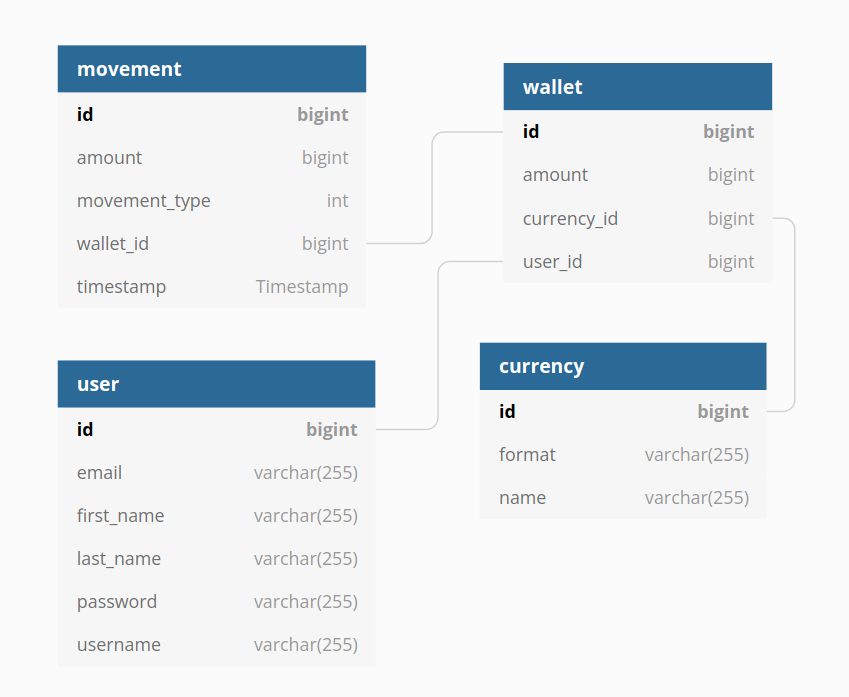 movement
id bigint
amount bigint
movement_type int
wallet_id bigint
timestamp Timestamp
wallet
id bigint
amount bigint
currency_id bigint
user_id bigint
user
id bigint
email varchar(255)
first_name varchar(255)
last_name varchar(255)
password varchar(255)
username varchar(255)
currency
id bigint
format varchar(255)
name varchar(255)